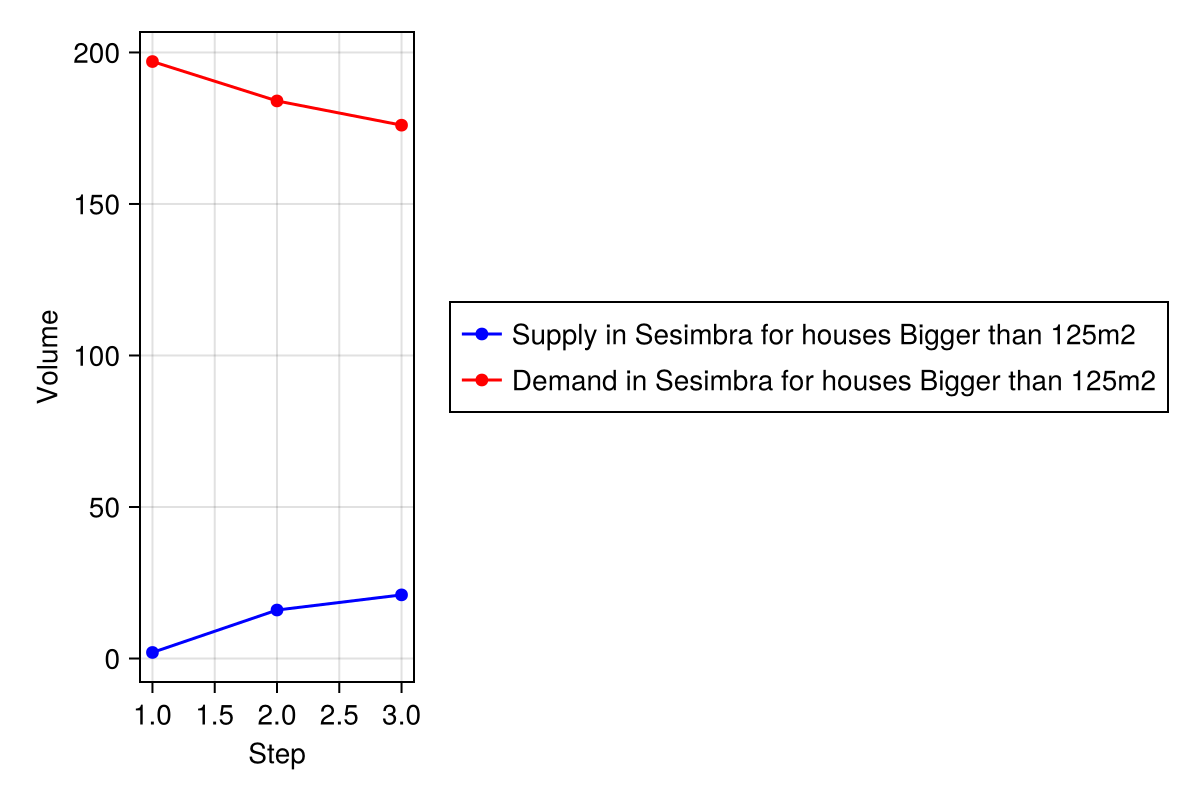 200
150
100
50
0
Volume
1.0 1.5 2.0 2.5 3.0
Step
Supply in Sesimbra for houses Bigger than 125m2
Demand in Sesimbra for houses Bigger than 125m2